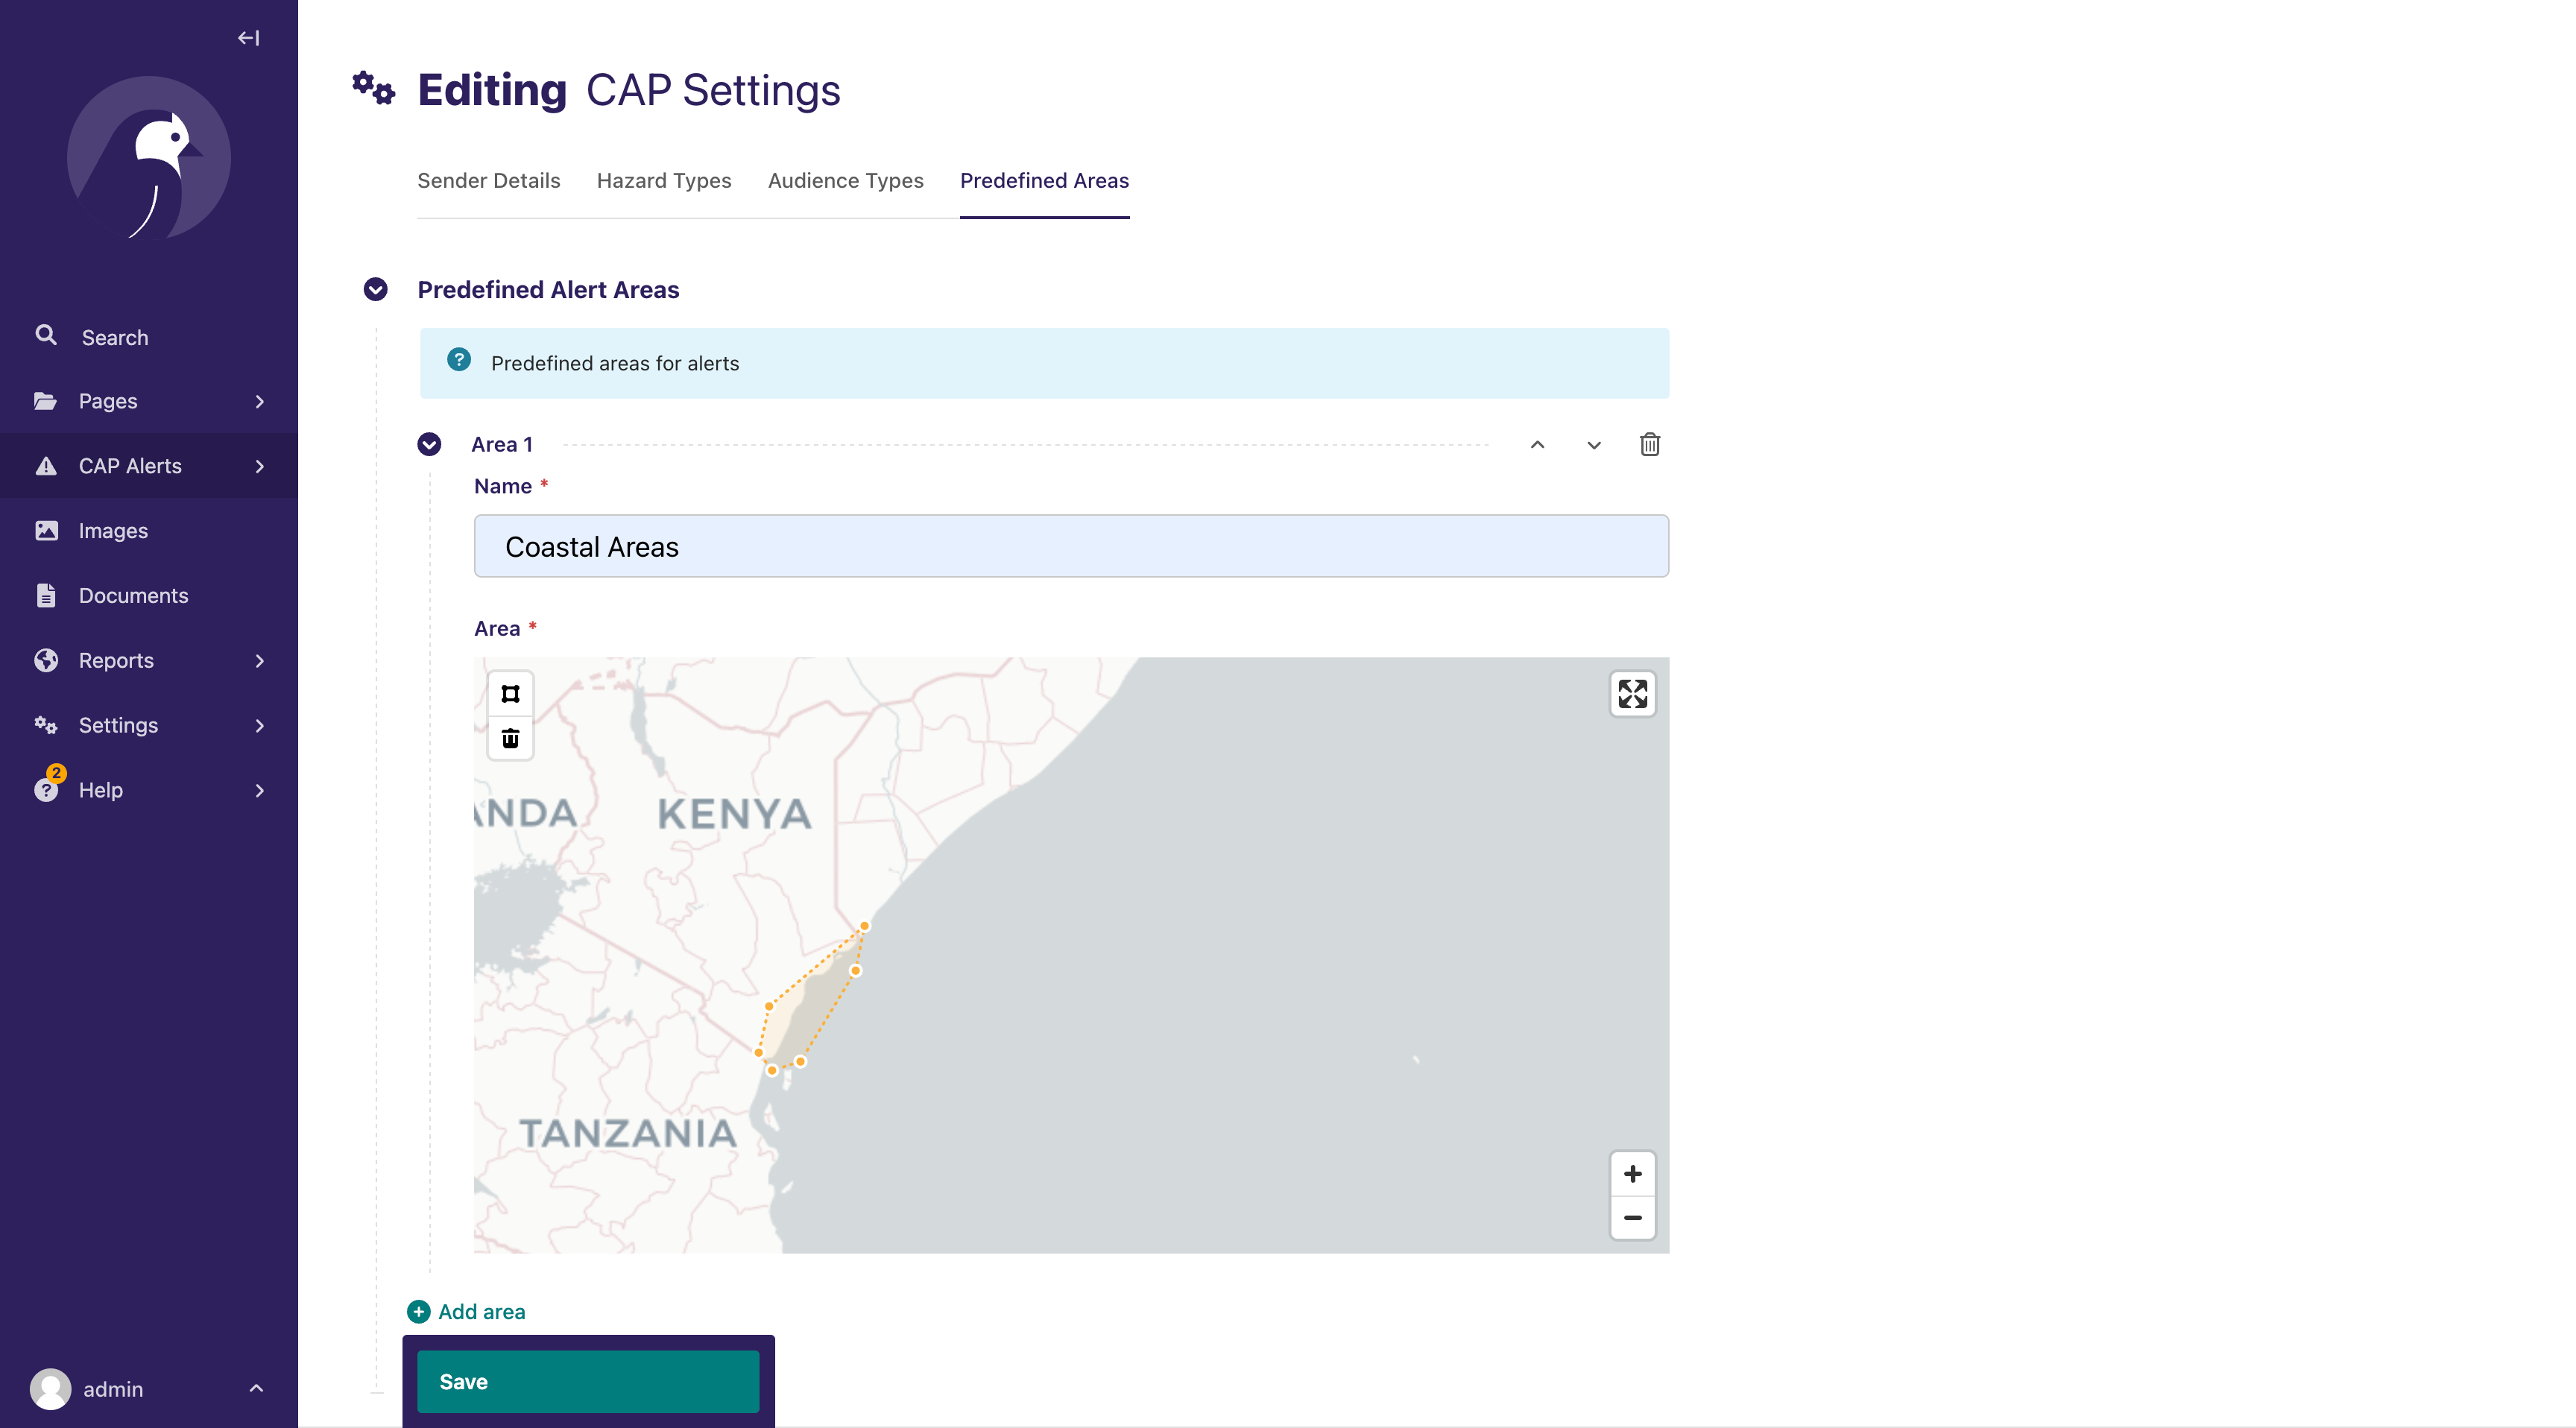 Editing CAP Settings
Sender Details Hazard Types Audience Types Predefined Areas
Predefined Alert Areas
? Predefined areas for alerts
Area 1
Name *
Coastal Areas
Area *
ANDA
KENYA
TANZANIA
+
−
+ Add area
Save
Search
Pages
CAP Alerts
Images
Documents
Reports
Settings
2
? Help
admin